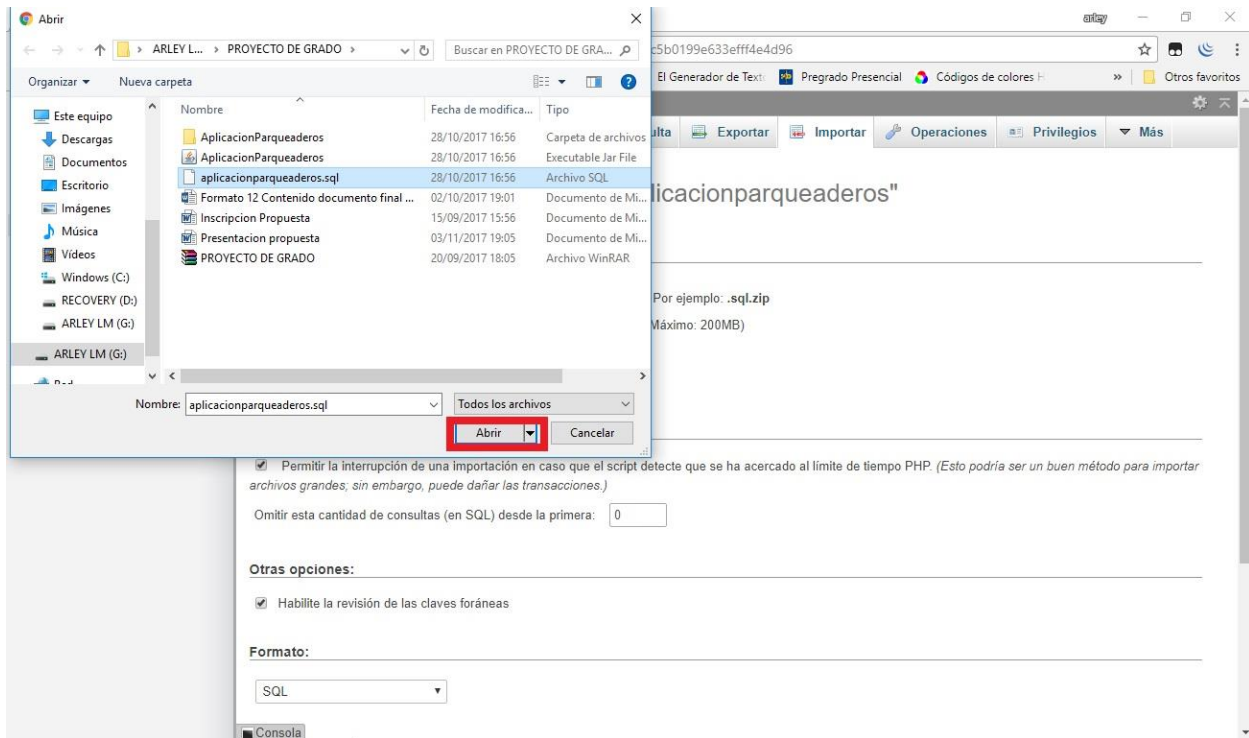 Abrir
arley
ARLEY L... > PROYECTO DE GRADO >
Buscar en PROYECTO DE GRA...
c5b0199e633efff4e4d96
Organizar
Nueva carpeta
El Generador de Text
Pregrado Presencial
Códigos de colores H
»
Otros favoritos
Este equipo
Descargas
Documentos
Escritorio
Imágenes
Música
Vídeos
Windows (C:)
RECOVERY (D:)
ARLEY LM (G:)
ARLEY LM (G:)
Nombre Fecha de modifica... Tipo
AplicacionParqueaderos 28/10/2017 16:56 Carpeta de archivos
AplicacionParqueaderos 28/10/2017 16:56 Executable Jar File
aplicacionparqueaderos.sql 28/10/2017 16:56 Archivo SQL
Formato 12 Contenido documento final ... 02/10/2017 19:01 Documento de Mi...
Inscripcion Propuesta 15/09/2017 15:56 Documento de Mi...
Presentacion propuesta 03/11/2017 19:05 Documento de Mi...
PROYECTO DE GRADO 20/09/2017 18:05 Archivo WinRAR
Nombre: aplicacionparqueaderos.sql
Todos los archivos
Abrir
Cancelar
ulta Exportar Importar Operaciones Privilegios Más
licacionparqueaderos"
Por ejemplo: .sql.zip
Máximo: 200MB)
Permitir la interrupción de una importación en caso que el script detecte que se ha acercado al límite de tiempo PHP. (Esto podría ser un buen método para importar
archivos grandes; sin embargo, puede dañar las transacciones.)
Omitir esta cantidad de consultas (en SQL) desde la primera: 0
Otras opciones:
Habilite la revisión de las claves foráneas
Formato:
SQL
Consola